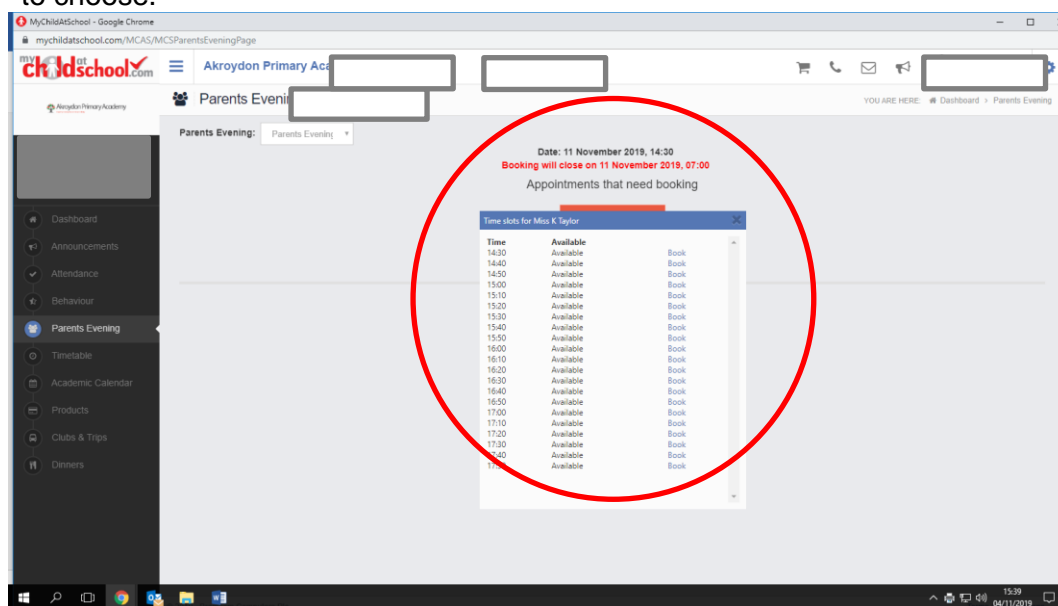 to choose.
MyChildAtSchool - Google Chrome
mychildatschool.com/MCAS/MCSParentsEveningPage
my child at school.com
Akroydon Primary Aca
Akroydon Primary Academy
Parents Evenin
YOU ARE HERE: Dashboard > Parents Evening
Parents Evening: Parents Evening
Date: 11 November 2019, 14:30
Booking will close on 11 November 2019, 07:00
Appointments that need booking
Time slots for Miss K Taylor
Time Available
14:30 Available Book
14:40 Available Book
14:50 Available Book
15:00 Available Book
15:10 Available Book
15:20 Available Book
15:30 Available Book
15:40 Available Book
15:50 Available Book
16:00 Available Book
16:10 Available Book
16:20 Available Book
16:30 Available Book
16:40 Available Book
16:50 Available Book
17:00 Available Book
17:10 Available Book
17:20 Available Book
17:30 Available Book
17:40 Available Book
Available Book
Dashboard
Announcements
Attendance
Behaviour
Parents Evening
Timetable
Academic Calendar
Products
Clubs & Trips
Dinners
15:39
04/11/2019